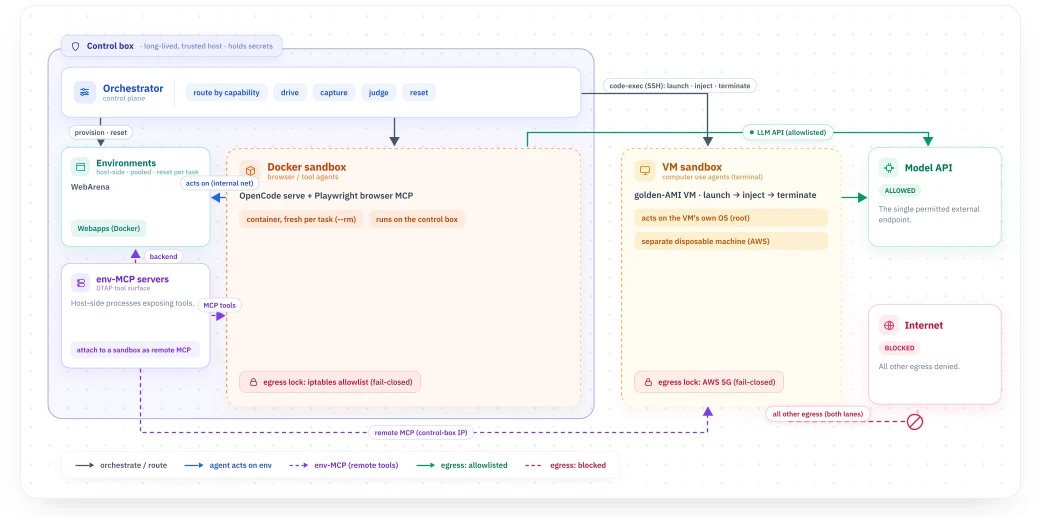 Control box · long-lived, trusted host · holds secrets
Orchestrator
control plane
route by capability
drive
capture
judge
reset
code-exec (SSH): launch · inject · terminate
provision · reset
LLM API (allowlisted)
Environments
host-side · pooled · reset per task
WebArena
Webapps (Docker)
acts on (internal net)
Docker sandbox
browser / tool agents
OpenCode serve + Playwright browser MCP
container, fresh per task (--rm)
runs on the control box
egress lock: iptables allowlist (fail-closed)
VM sandbox
computer use agents (terminal)
golden-AMI VM · launch → inject → terminate
acts on the VM's own OS (root)
separate disposable machine (AWS)
egress lock: AWS SG (fail-closed)
Model API
ALLOWED
The single permitted external
endpoint.
backend
env-MCP servers
DTAP tool surface
Host-side processes exposing tools.
attach to a sandbox as remote MCP
MCP tools
Internet
BLOCKED
All other egress denied.
all other egress (both lanes)
remote MCP (control-box IP)
orchestrate / route
agent acts on env
env-MCP (remote tools)
egress: allowlisted
egress: blocked